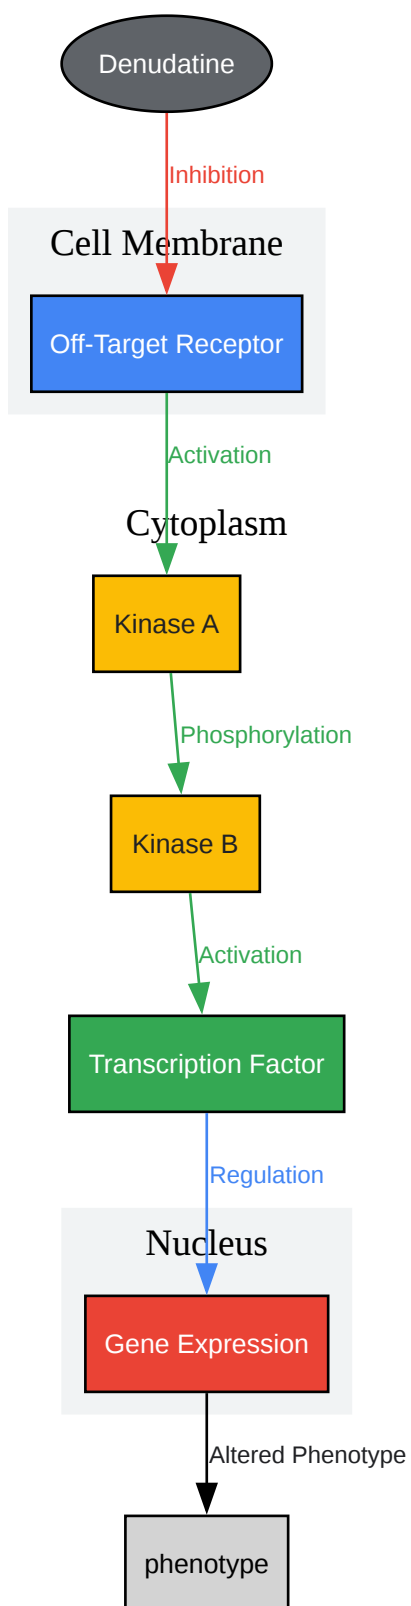 Denudatine
Inhibition
Cell Membrane
Off-Target Receptor
Activation
Cytoplasm
Kinase A
Phosphorylation
Kinase B
Activation
Transcription Factor
Regulation
Nucleus
Gene Expression
Altered Phenotype
phenotype